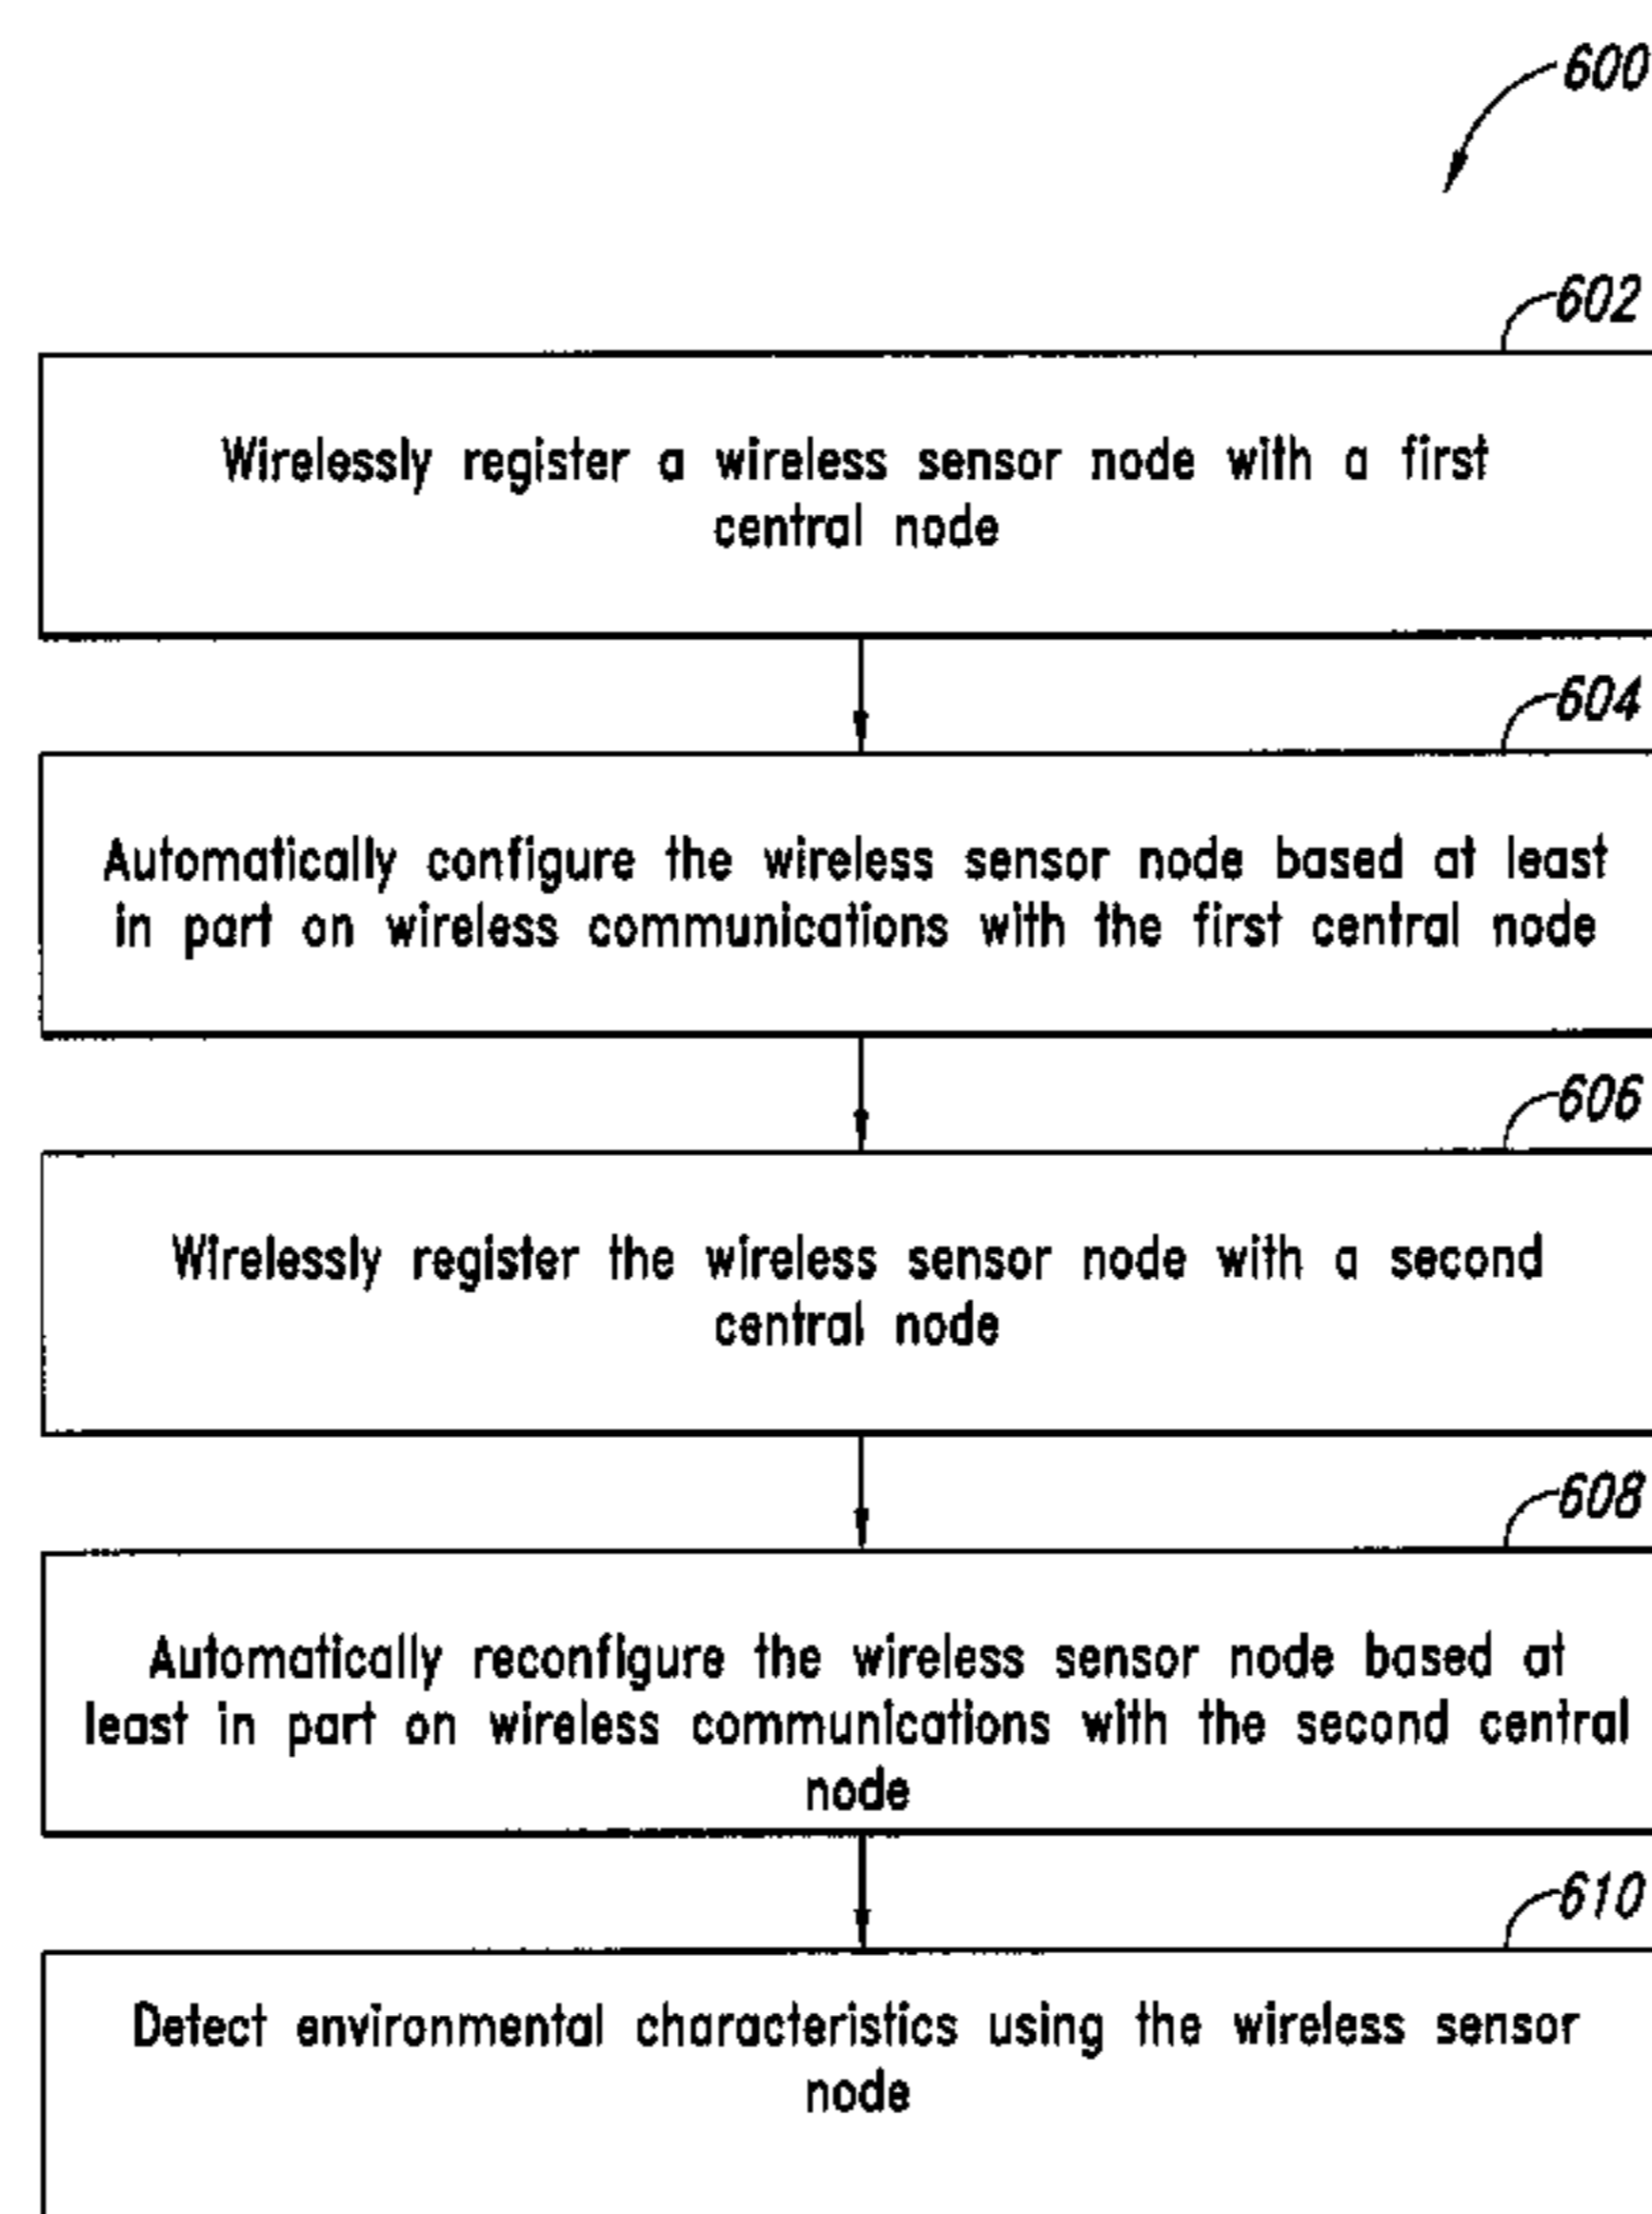 600
602
Wirelessly register a wireless sensor node with a first
central node
604
Automatically configure the wireless sensor node based at least
in part on wireless communications with the first central node
606
Wirelessly register the wireless sensor node with a second
central node
608
Automatically reconfigure the wireless sensor node based at
least in part on wireless communications with the second central
node
610
Detect environmental characteristics using the wireless sensor
node